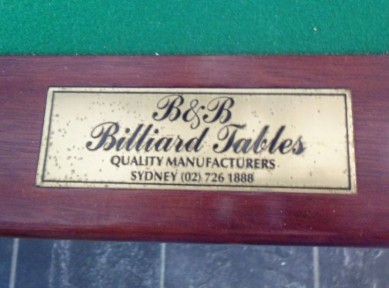 B&B
Billiard Tables
QUALITY MANUFACTURERS
SYDNEY (02) 726 1888